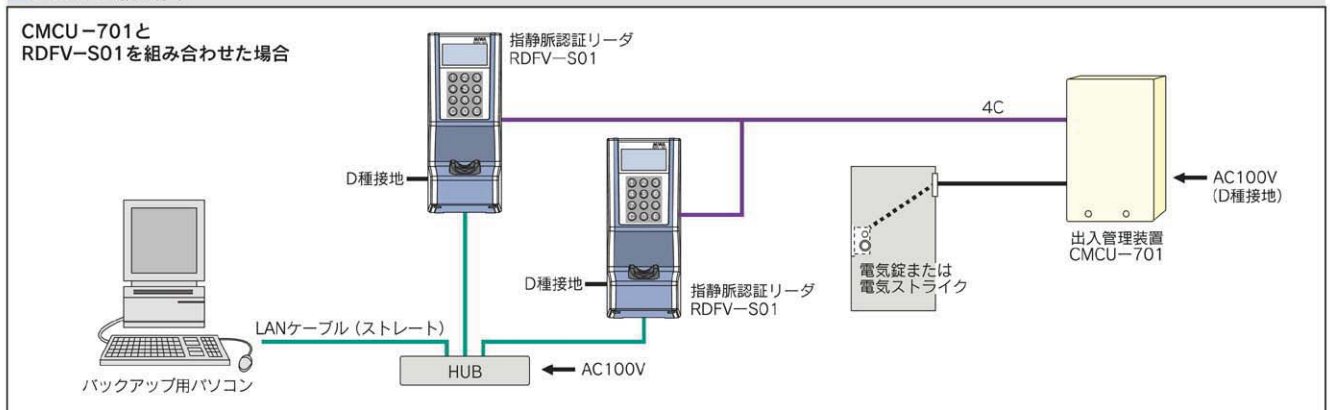 CMCU-701と
RDFV-S01を組み合わせた場合
指静脈認証リーダ
RDFV-S01
4C
D種接地
AC100V
(D種接地)
出入管理装置
CMCU-701
電気錠または
電気ストライク
D種接地
指静脈認証リーダ
RDFV-S01
LANケーブル(ストレート)
HUB
AC100V
バックアップ用パソコン